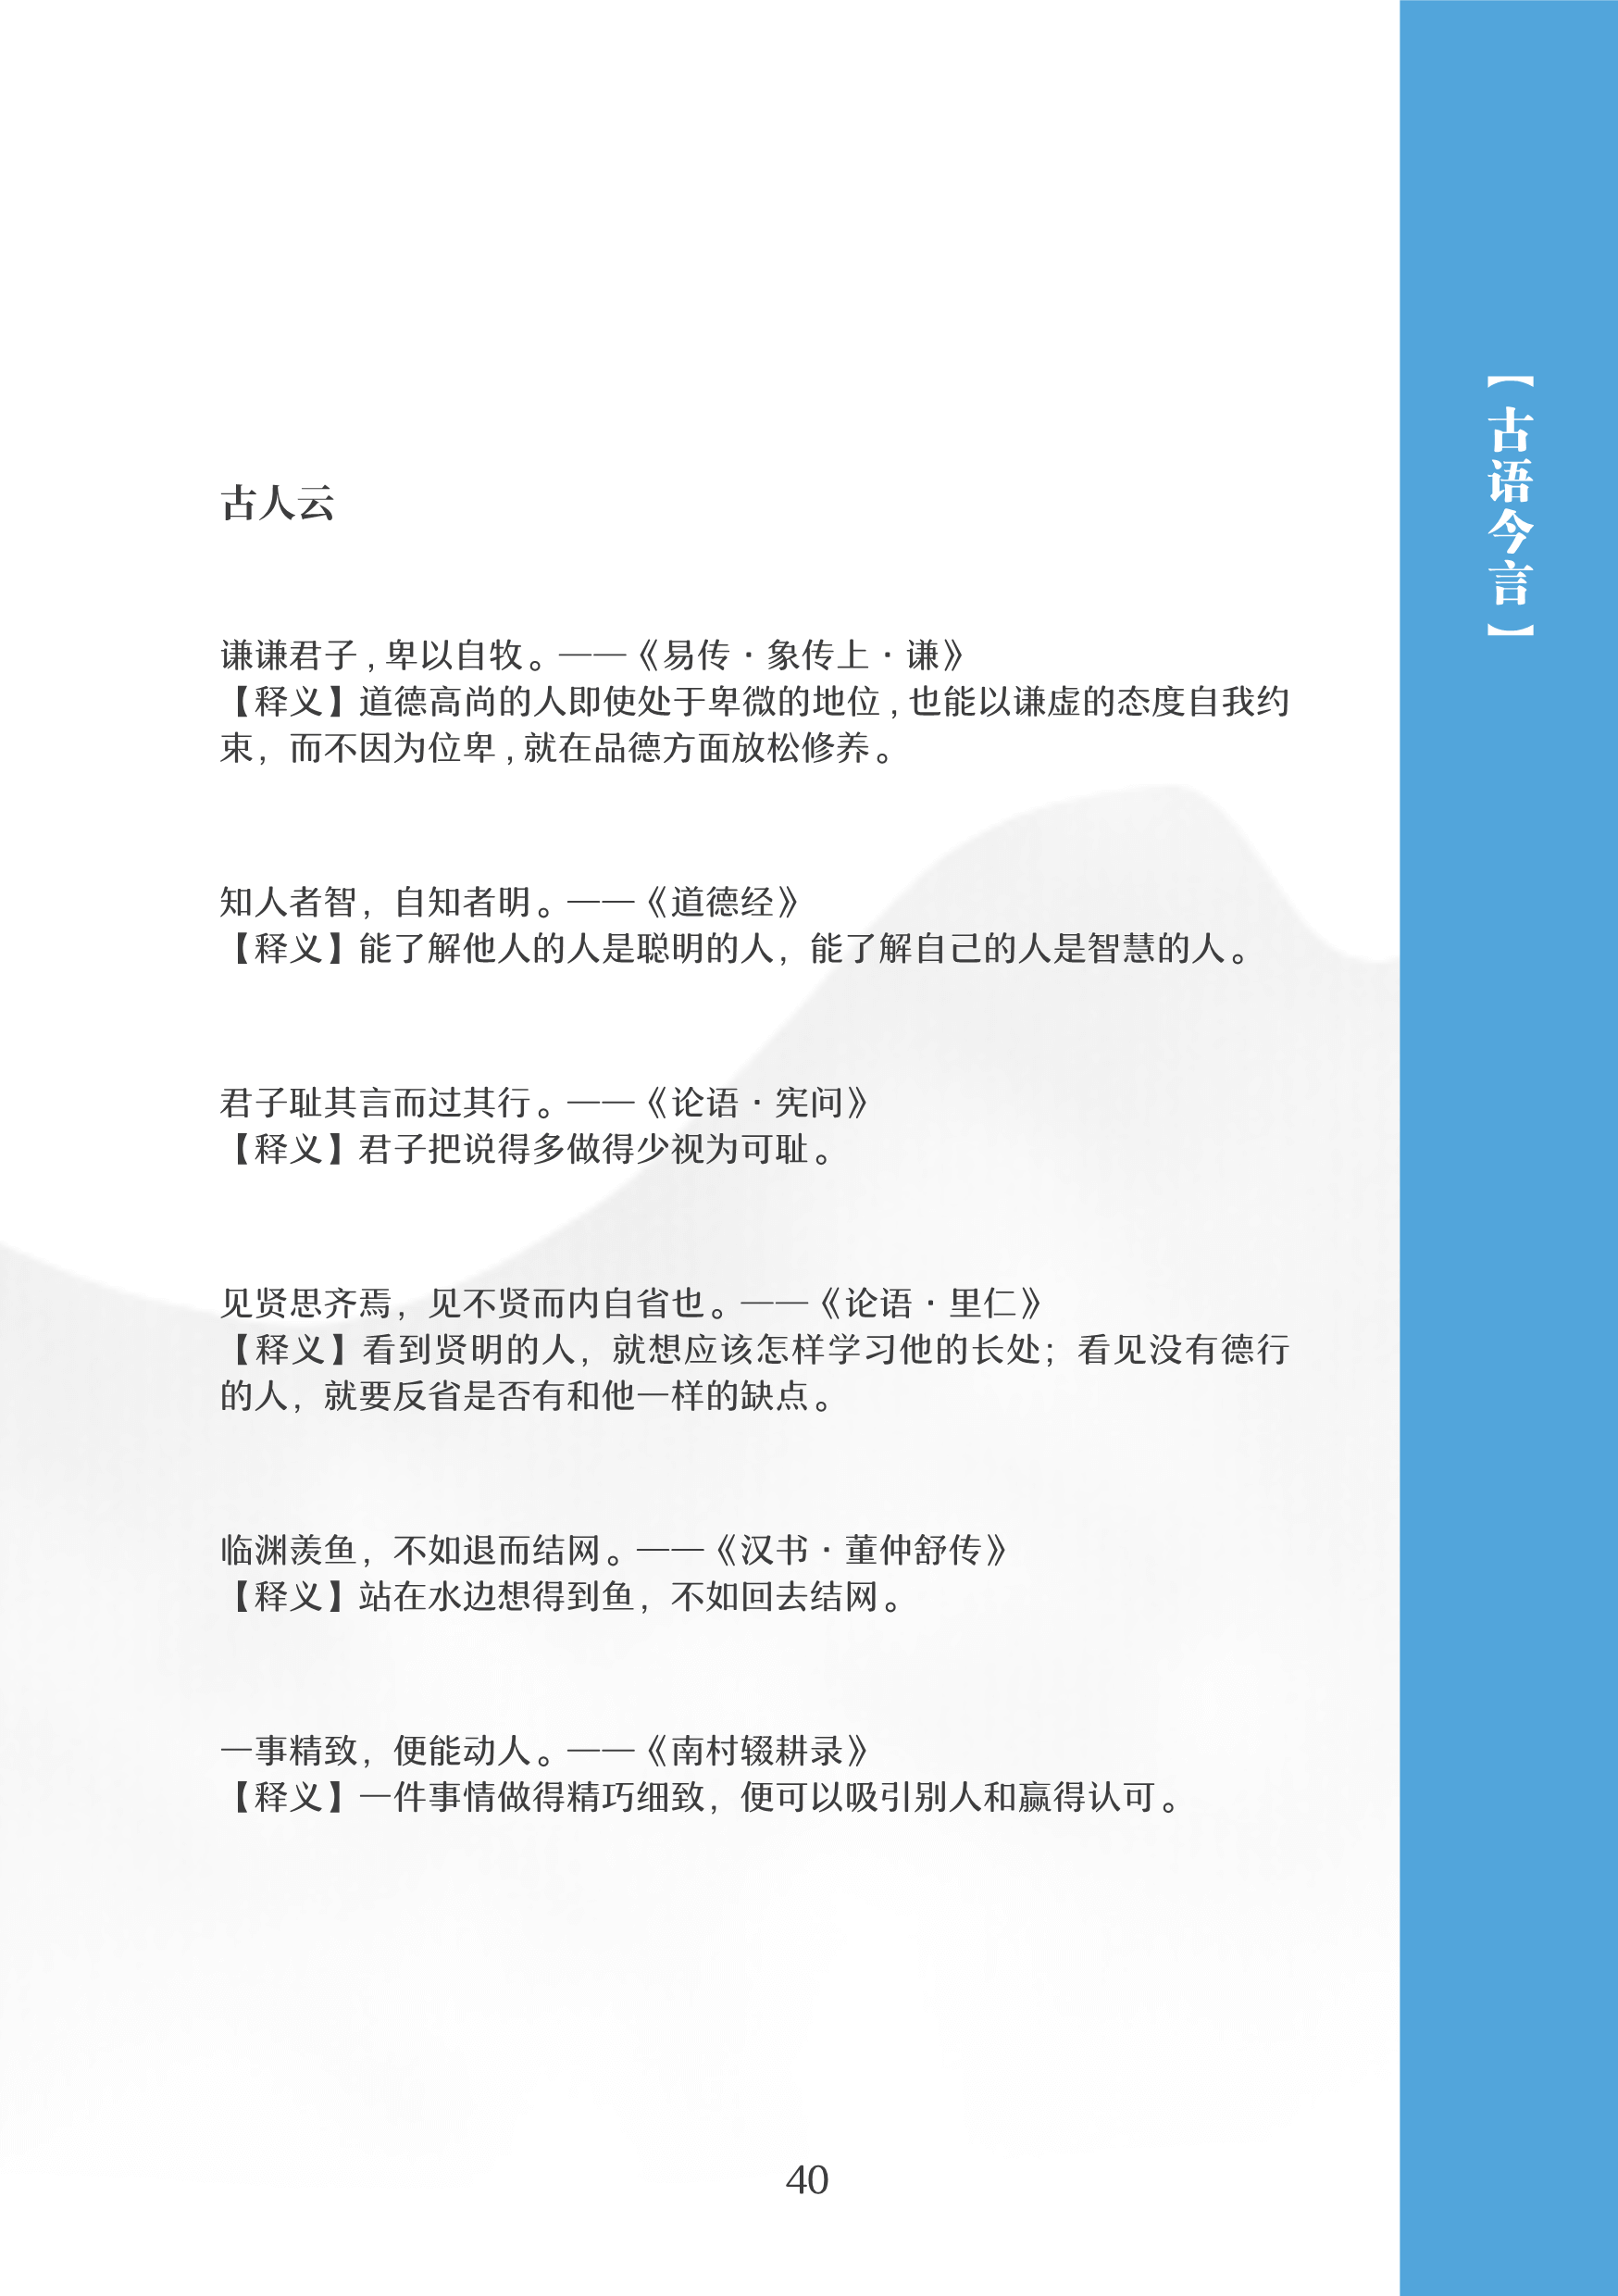 【古语今言】
古人云
谦谦君子,卑以自牧。——《易传·象传上·谦》
【释义】道德高尚的人即使处于卑微的地位,也能以谦虚的态度自我约
束，而不因为位卑,就在品德方面放松修养。
知人者智，自知者明。——《道德经》
【释义】能了解他人的人是聪明的人，能了解自己的人是智慧的人。
君子耻其言而过其行。——《论语·宪问》
【释义】君子把说得多做得少视为可耻。
见贤思齐焉，见不贤而内自省也。——《论语·里仁》
【释义】看到贤明的人，就想应该怎样学习他的长处；看见没有德行
的人，就要反省是否有和他一样的缺点。
临渊羡鱼，不如退而结网。——《汉书·董仲舒传》
【释义】站在水边想得到鱼，不如回去结网。
一事精致，便能动人。——《南村辍耕录》
【释义】一件事情做得精巧细致，便可以吸引别人和赢得认可。
40